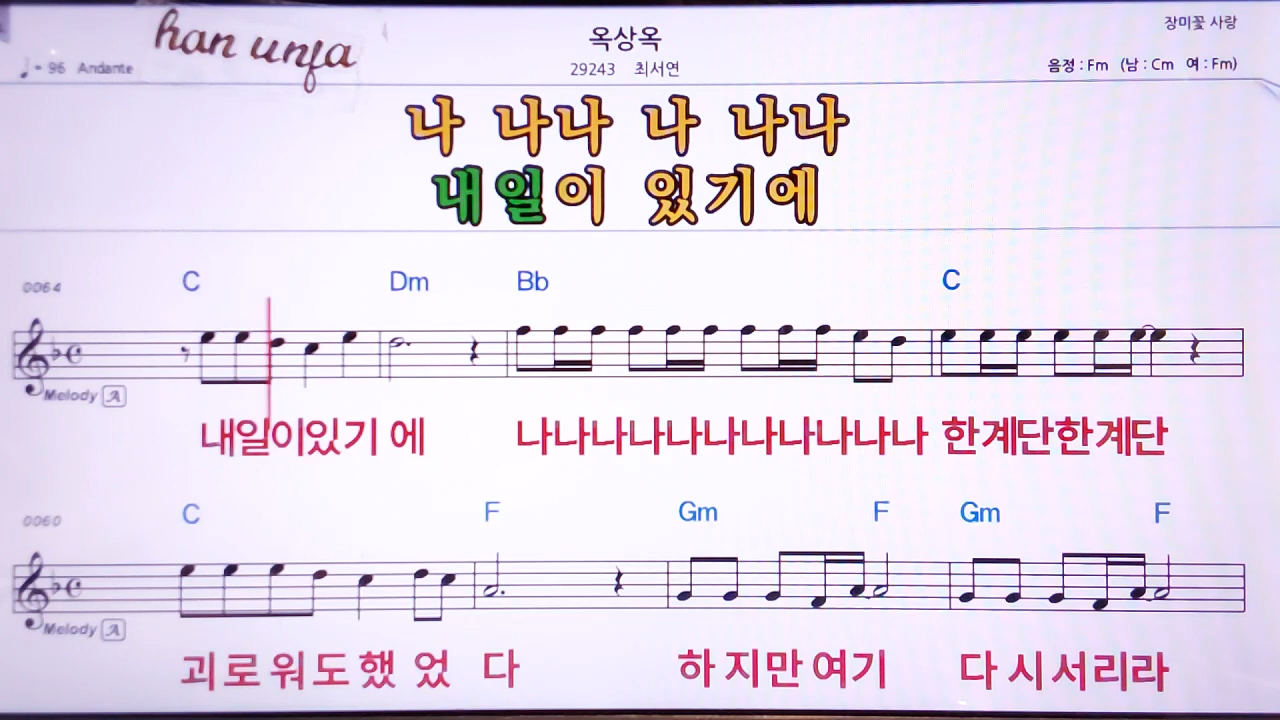 han unfa
옥상옥
장미꽃 사랑
♩= 96 Andante
29243 최서연
음정 : Fm (남 : Cm 여 : Fm)
나 나나 나 나나
내일이 있기에
0064
C Dm Bb C
Melody A
내일이있기 에 나나나나나나나나나나나 한계단한계단
0060
C F Gm F Gm F
Melody A
괴로워도했 었 다 하 지만 여기 다 시서리라